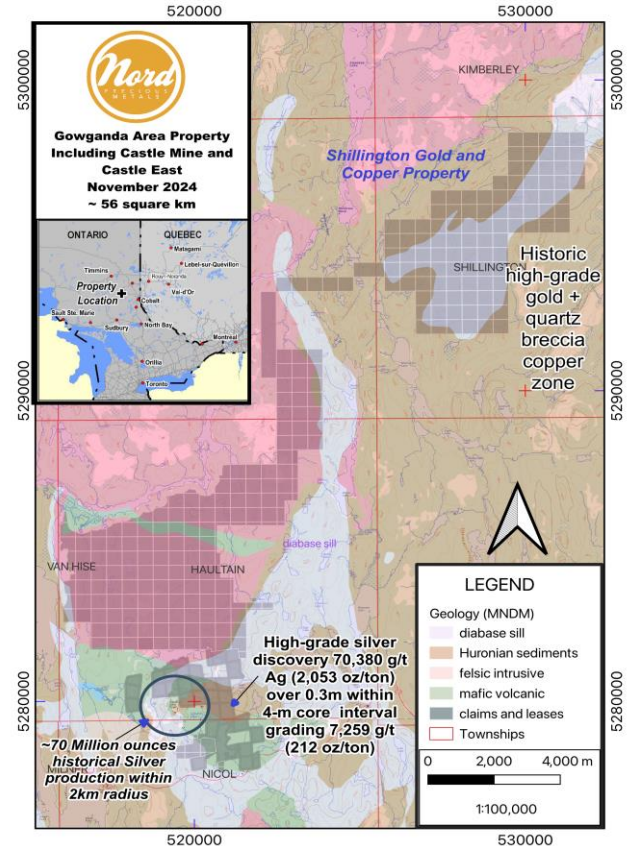 520000
530000
Nord
PRECIOUS
METALS
Gowganda Area Property
Including Castle Mine and
Castle East
November 2024
~ 56 square km
ONTARIO
QUEBEC
Matagami
Lebel-sur-Quévillon
Timmins
Rouyn-Noranda
Val-d'Or
Property
Location
Cobalt
Sault Ste. Marie
Sudbury
North Bay
Montreal
Orillia
Toronto
5300000
5300000
KIMBERLEY
Shillington Gold and
Copper Property
SHILLINGTON
Historic
high-grade
gold +
quartz
breccia
copper
zone
5290000
5290000
diabase sill
VAN HISE
HAULTAIN
High-grade silver
discovery 70,380 g/t
Ag (2,053 oz/ton)
over 0.3m within
4-m core interval
grading 7,259 g/t
(212 oz/ton)
5280000
5280000
~70 Million ounces
historical Silver
production within
2km radius
MILNER
NICOL
LEGEND
Geology (MNDM)
diabase sill
Huronian sediments
felsic intrusive
mafic volcanic
claims and leases
Townships
0
2000
4000 m
1:100,000
520000
530000